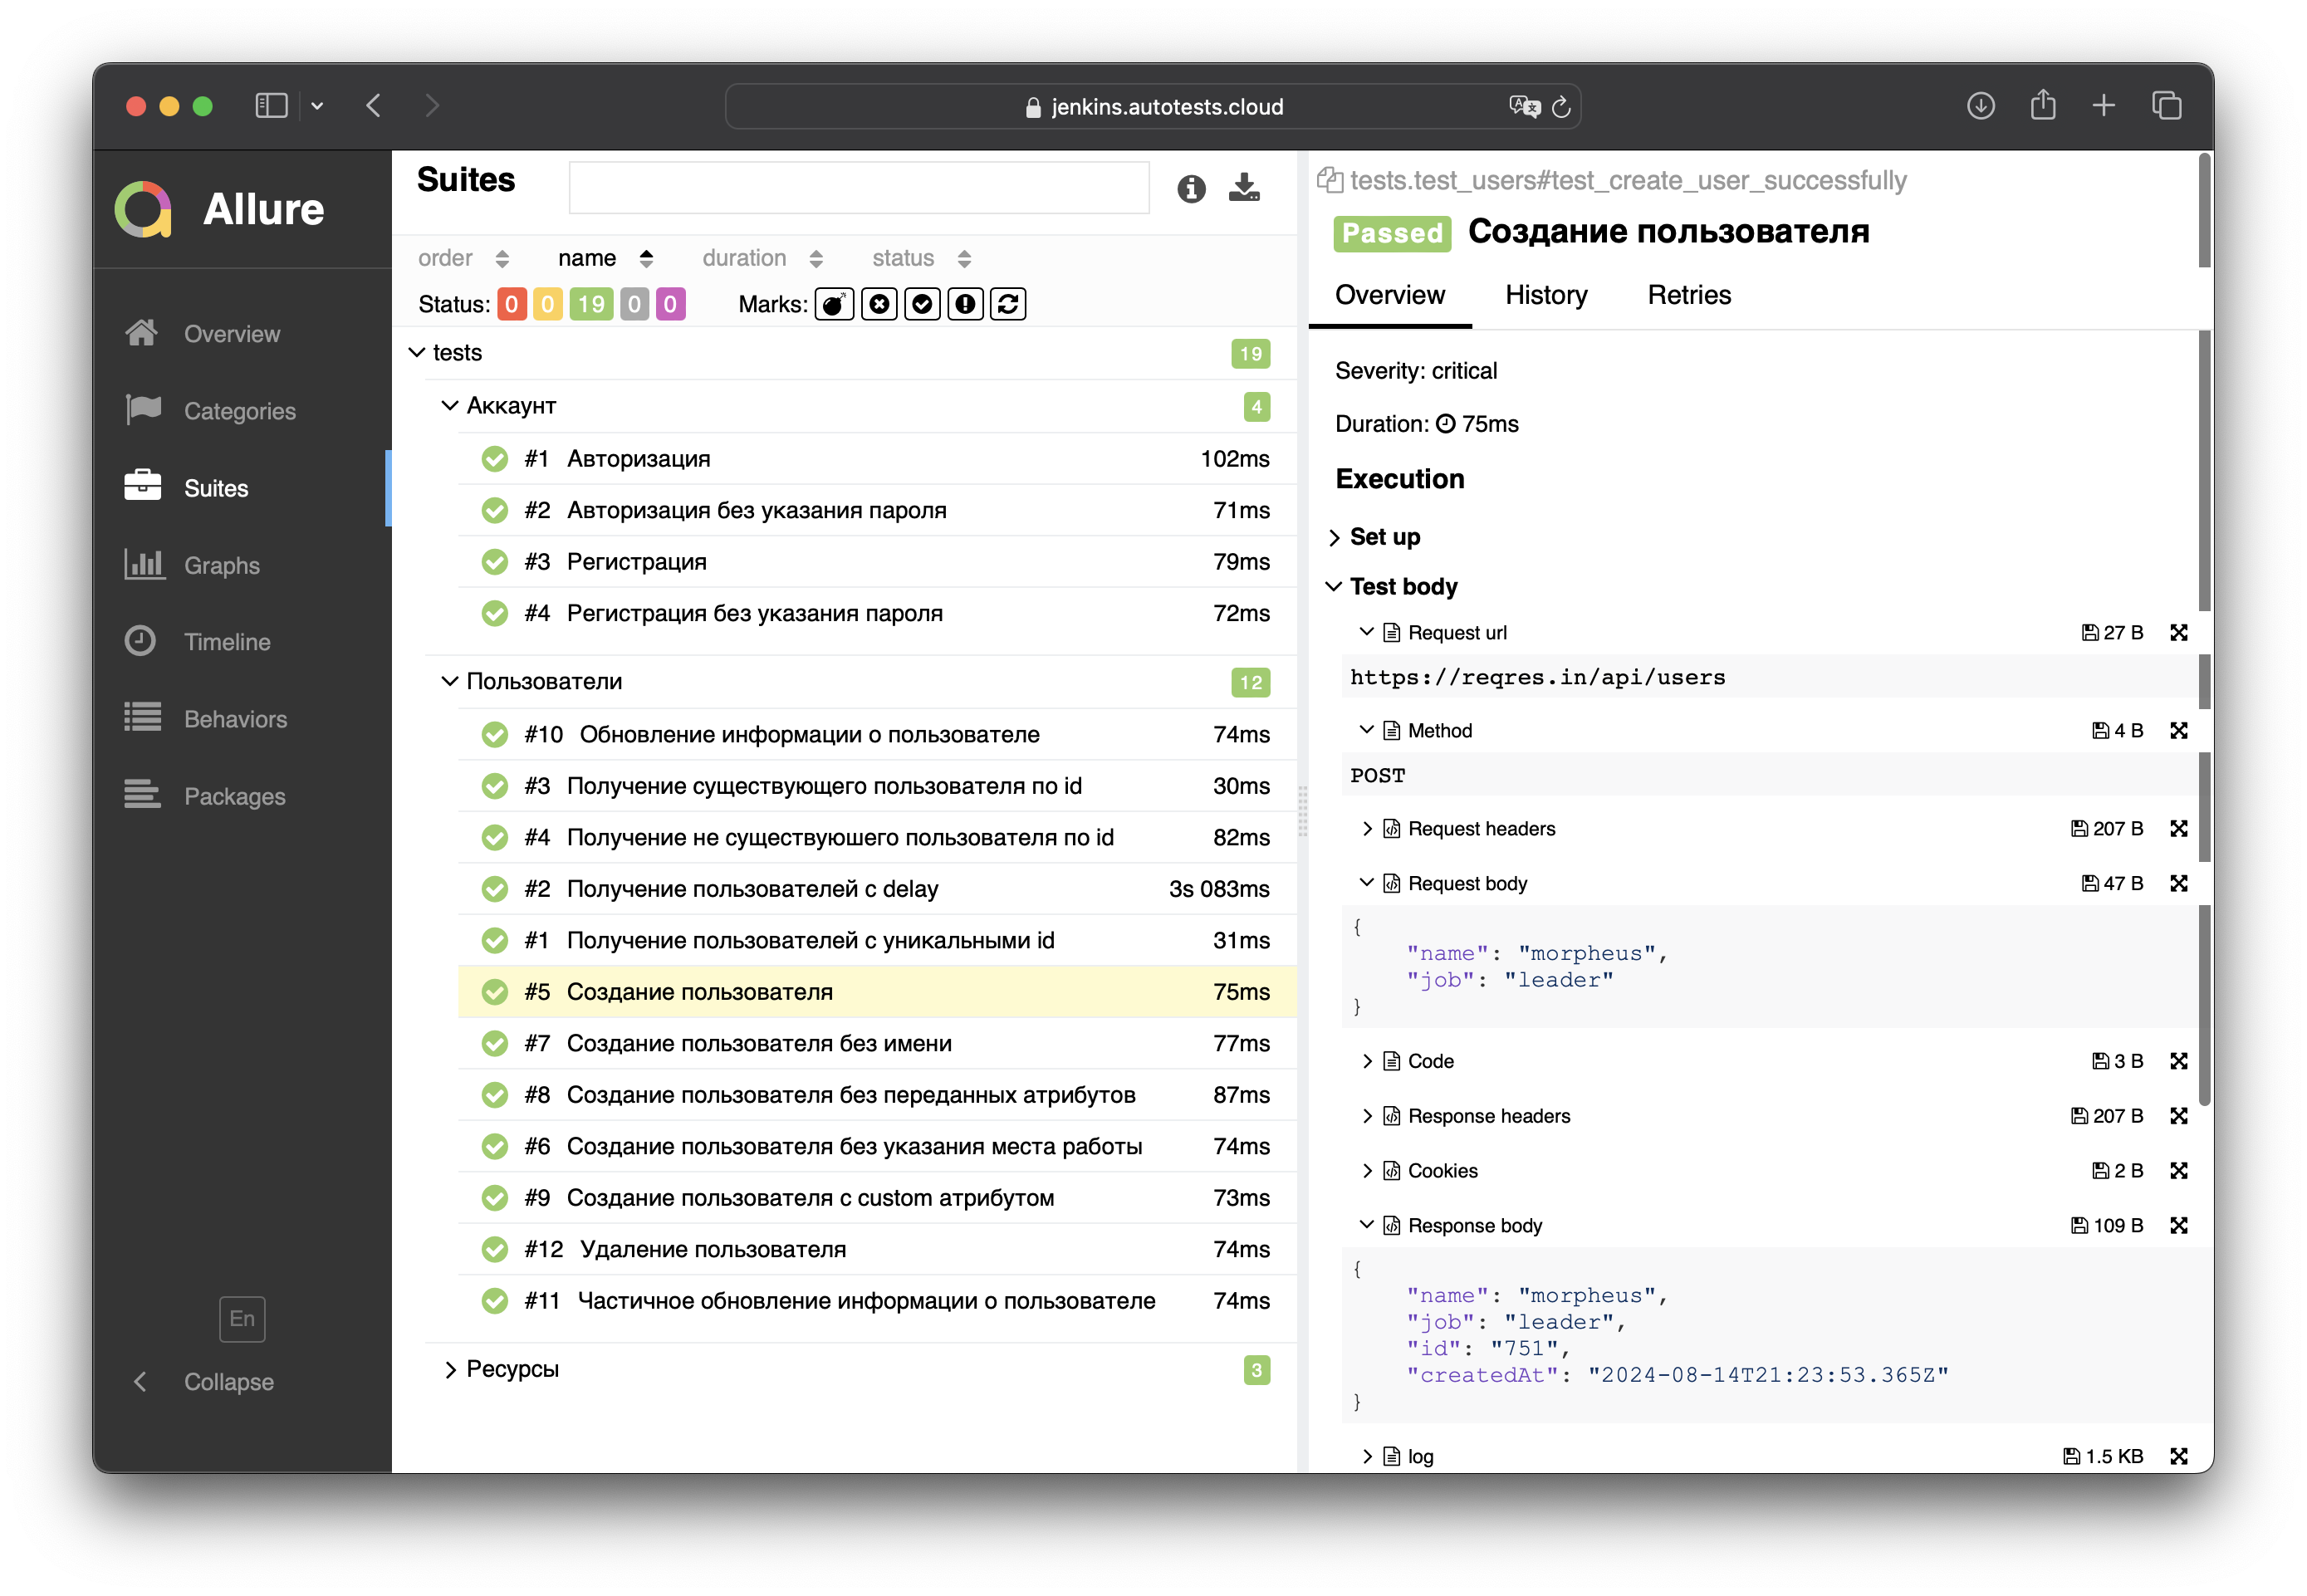 jenkins.autotests.cloud
Allure
Overview
Categories
Suites
Graphs
Timeline
Behaviors
Packages
En
Collapse
Suites
order name duration status
Status: 0 0 19 0 0 Marks:
tests 19
Аккаунт 4
#1 Авторизация 102ms
#2 Авторизация без указания пароля 71ms
#3 Регистрация 79ms
#4 Регистрация без указания пароля 72ms
Пользователи 12
#10 Обновление информации о пользователе 74ms
#3 Получение существующего пользователя по id 30ms
#4 Получение не существуюшего пользователя по id 82ms
#2 Получение пользователей с delay 3s 083ms
#1 Получение пользователей с уникальными id 31ms
#5 Создание пользователя 75ms
#7 Создание пользователя без имени 77ms
#8 Создание пользователя без переданных атрибутов 87ms
#6 Создание пользователя без указания места работы 74ms
#9 Создание пользователя с custom атрибутом 73ms
#12 Удаление пользователя 74ms
#11 Частичное обновление информации о пользователе 74ms
Ресурсы 3
tests.test_users#test_create_user_successfully
Passed Создание пользователя
Overview History Retries
Severity: critical
Duration: 75ms
Execution
Set up
Test body
Request url 27 B
https://reqres.in/api/users
Method 4 B
POST
Request headers 207 B
Request body 47 B
{
"name": "morpheus",
"job": "leader"
}
Code 3 B
Response headers 207 B
Cookies 2 B
Response body 109 B
{
"name": "morpheus",
"job": "leader",
"id": "751",
"createdAt": "2024-08-14T21:23:53.365Z"
}
log 1.5 KB